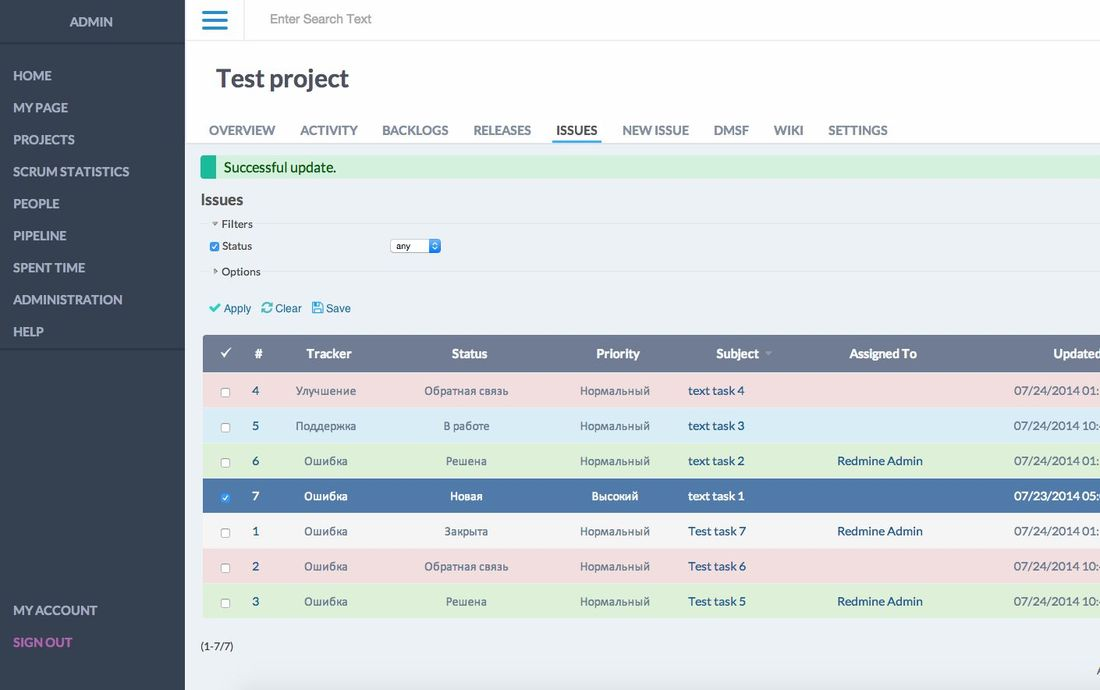 ADMIN
Enter Search Text
HOME
MY PAGE
PROJECTS
SCRUM STATISTICS
PEOPLE
PIPELINE
SPENT TIME
ADMINISTRATION
HELP
MY ACCOUNT
SIGN OUT
Test project
OVERVIEW ACTIVITY BACKLOGS RELEASES ISSUES NEW ISSUE DMSF WIKI SETTINGS
Successful update.
Issues
Filters
Status any
Options
Apply Clear Save
# Tracker Status Priority Subject Assigned To Updated
4 Улучшение Обратная связь Нормальный text task 4 07/24/2014 01:
5 Поддержка В работе Нормальный text task 3 07/24/2014 10:
6 Ошибка Решена Нормальный text task 2 Redmine Admin 07/24/2014 01:
7 Ошибка Новая Высокий text task 1 07/23/2014 05:
1 Ошибка Закрыта Нормальный Test task 7 Redmine Admin 07/24/2014 01:
2 Ошибка Обратная связь Нормальный Test task 6 07/24/2014 10:
3 Ошибка Решена Нормальный Test task 5 Redmine Admin 07/24/2014 10:
(1-7/7)